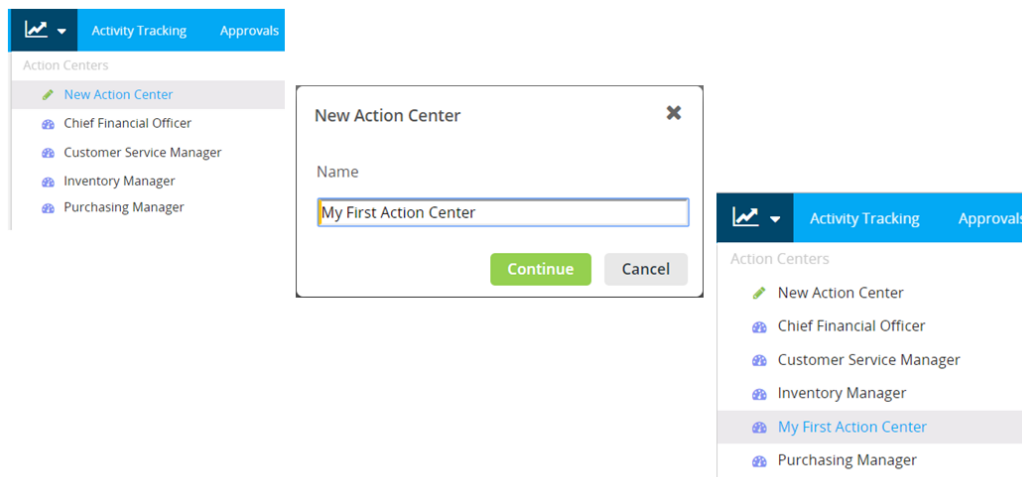 Activity Tracking Approvals
Action Centers
New Action Center
Chief Financial Officer
Customer Service Manager
Inventory Manager
Purchasing Manager
New Action Center
Name
My First Action Center
Continue Cancel
Activity Tracking Approvals
Action Centers
New Action Center
Chief Financial Officer
Customer Service Manager
Inventory Manager
My First Action Center
Purchasing Manager